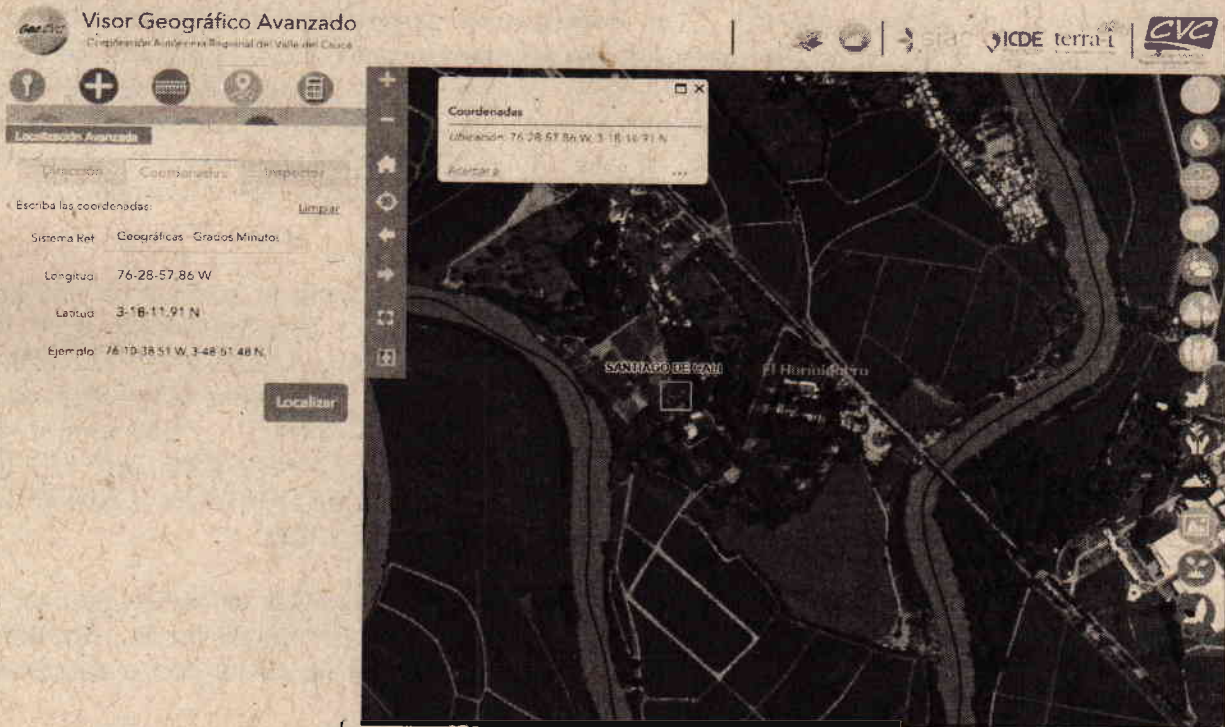 Geo CVC
Visor Geográfico Avanzado
Corporación Autónoma Regional del Valle del Cauca
ICDE terra-i CVC
Localización Avanzada
Dirección Coordenadas Inspector
Escriba las coordenadas: Limpiar
Sistema Ref Geográficas - Grados Minutos
Longitud 76-28-57.86 W
Latitud 3-18-11.91 N
Ejemplo 76-10-38.51 W, 3-48-51.48 N,
Localizar
Coordenadas
Ubicación: 76-28-57.86 W, 3-18-11.91 N
Acercar a
SANTIAGO DE CALI
El Hormiguero